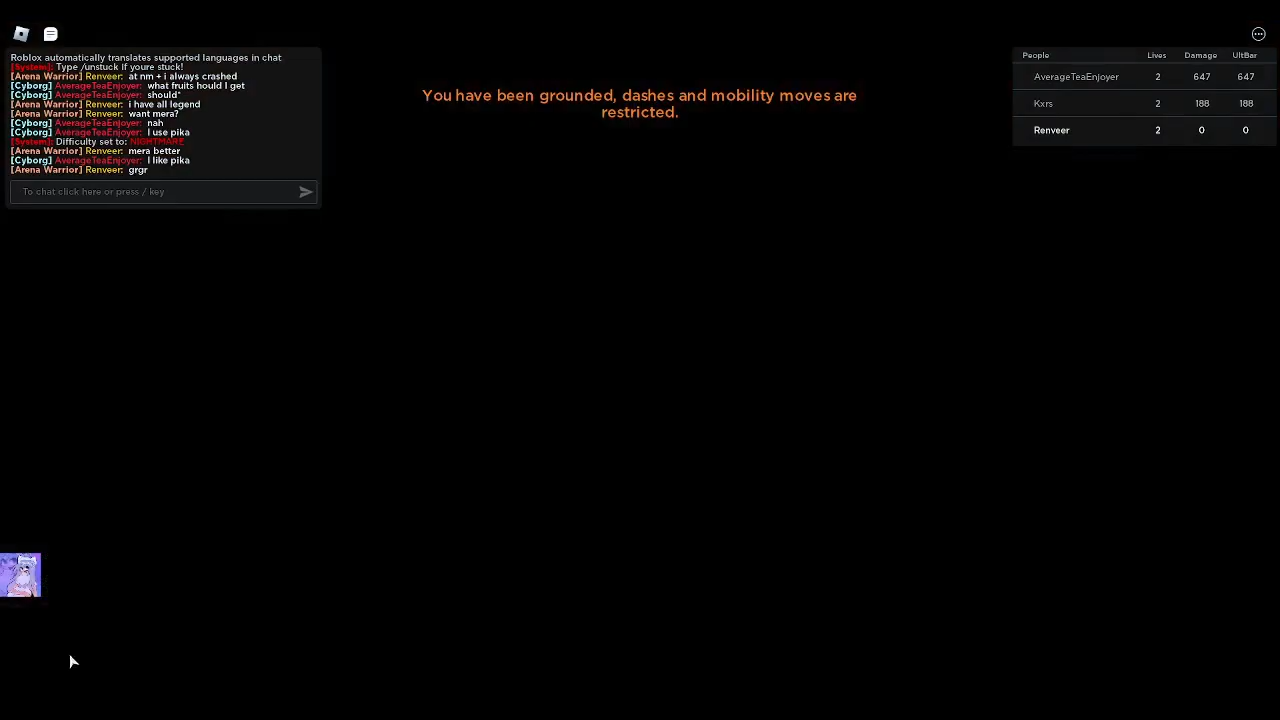 Roblox automatically translates supported languages in chat
[System]: Type /unstuck if youre stuck!
[Arena Warrior] Renveer: at nm + i always crashed
[Cyborg] AverageTeaEnjoyer: what fruits hould I get
[Cyborg] AverageTeaEnjoyer: should*
[Arena Warrior] Renveer: i have all legend
[Arena Warrior] Renveer: want mera?
[Cyborg] AverageTeaEnjoyer: nah
[Cyborg] AverageTeaEnjoyer: I use pika
[System]: Difficulty set to: NIGHTMARE
[Arena Warrior] Renveer: mera better
[Cyborg] AverageTeaEnjoyer: I like pika
[Arena Warrior] Renveer: grgr
To chat click here or press / key
You have been grounded, dashes and mobility moves are
restricted.
People Lives Damage UltBar
AverageTeaEnjoyer 2 647 647
Kxrs 2 188 188
Renveer 2 0 0